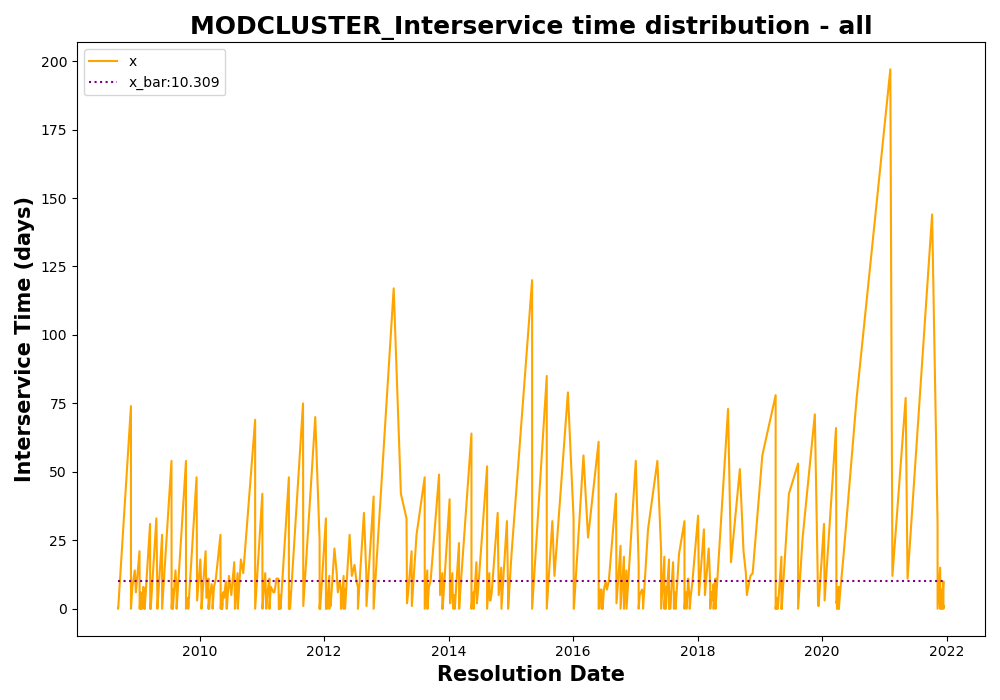 MODCLUSTER_Interservice time distribution - all
x
x_bar:10.309
Interservice Time (days)
200
175
150
125
100
75
50
25
0
2010 2012 2014 2016 2018 2020 2022
Resolution Date